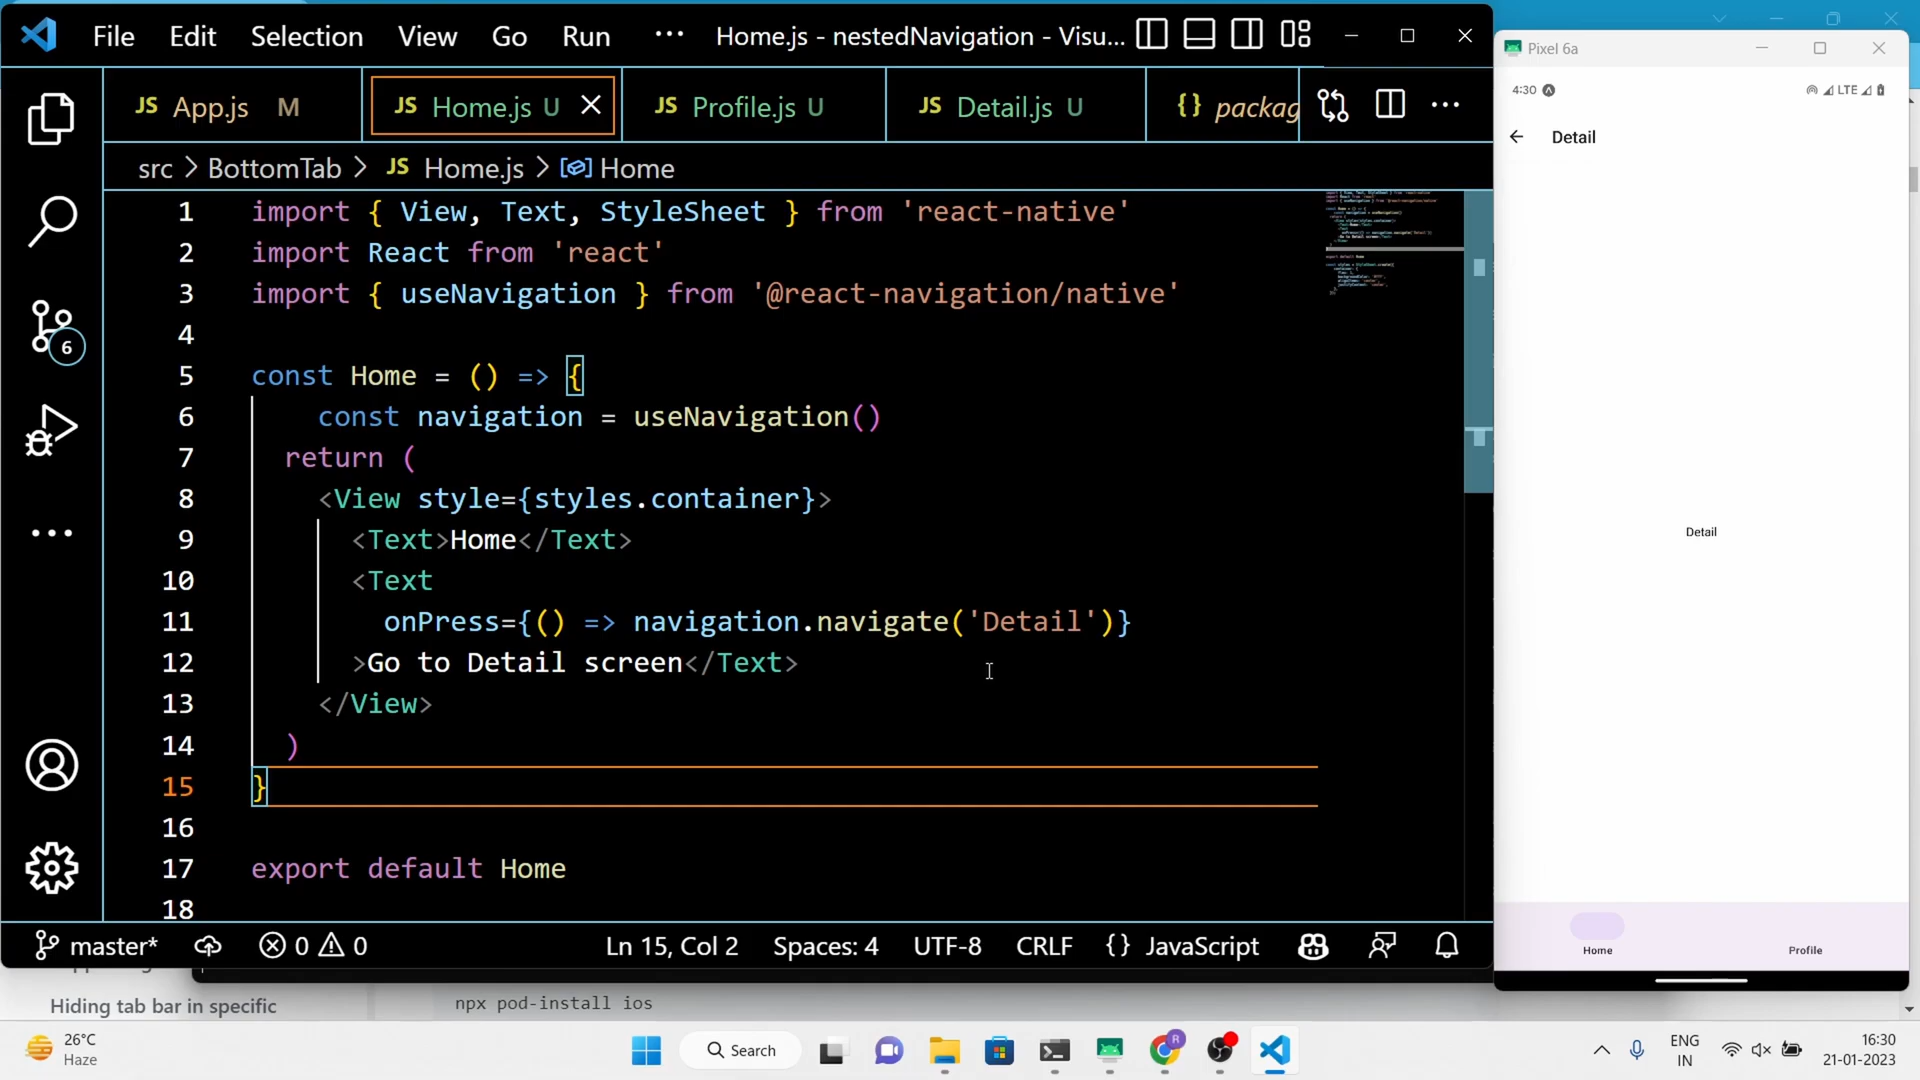 File Edit Selection View Go Run ··· Home.js - nestedNavigation - Visu...
JS App.js M JS Home.js U JS Profile.js U JS Detail.js U {} packag
src > BottomTab > JS Home.js > Home
1 import { View, Text, StyleSheet } from 'react-native'
2 import React from 'react'
3 import { useNavigation } from '@react-navigation/native'
4
5 const Home = () => {
6 const navigation = useNavigation()
7 return (
8 <View style={styles.container}>
9 <Text>Home</Text>
10 <Text
11 onPress={() => navigation.navigate('Detail')}
12 >Go to Detail screen</Text>
13 </View>
14 )
15 }
16
17 export default Home
18
6
master* 0 0 Ln 15, Col 2 Spaces: 4 UTF-8 CRLF {} JavaScript
Pixel 6a
4:30 LTE
Detail
Detail
Home Profile
Hiding tab bar in specific
npx pod-install ios
26°C
Haze
Search
R
ENG
IN
16:30
21-01-2023